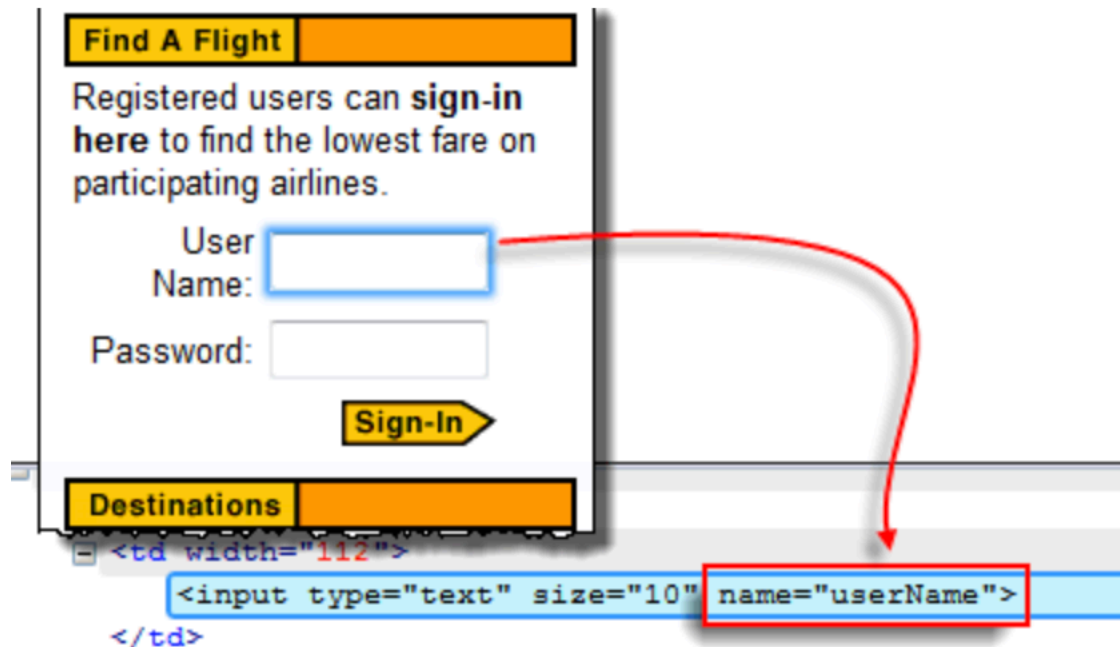 Find A Flight
Registered users can sign-in
here to find the lowest fare on
participating airlines.
User
Name:
Password:
Sign-In
Destinations
<td width="112">
<input type="text" size="10" name="userName">
</td>